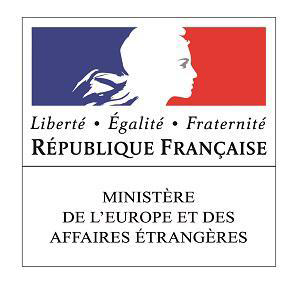 Liberté • Égalité • Fraternité
RÉPUBLIQUE FRANÇAISE
MINISTÈRE
DE L'EUROPE ET DES
AFFAIRES ÉTRANGÈRES